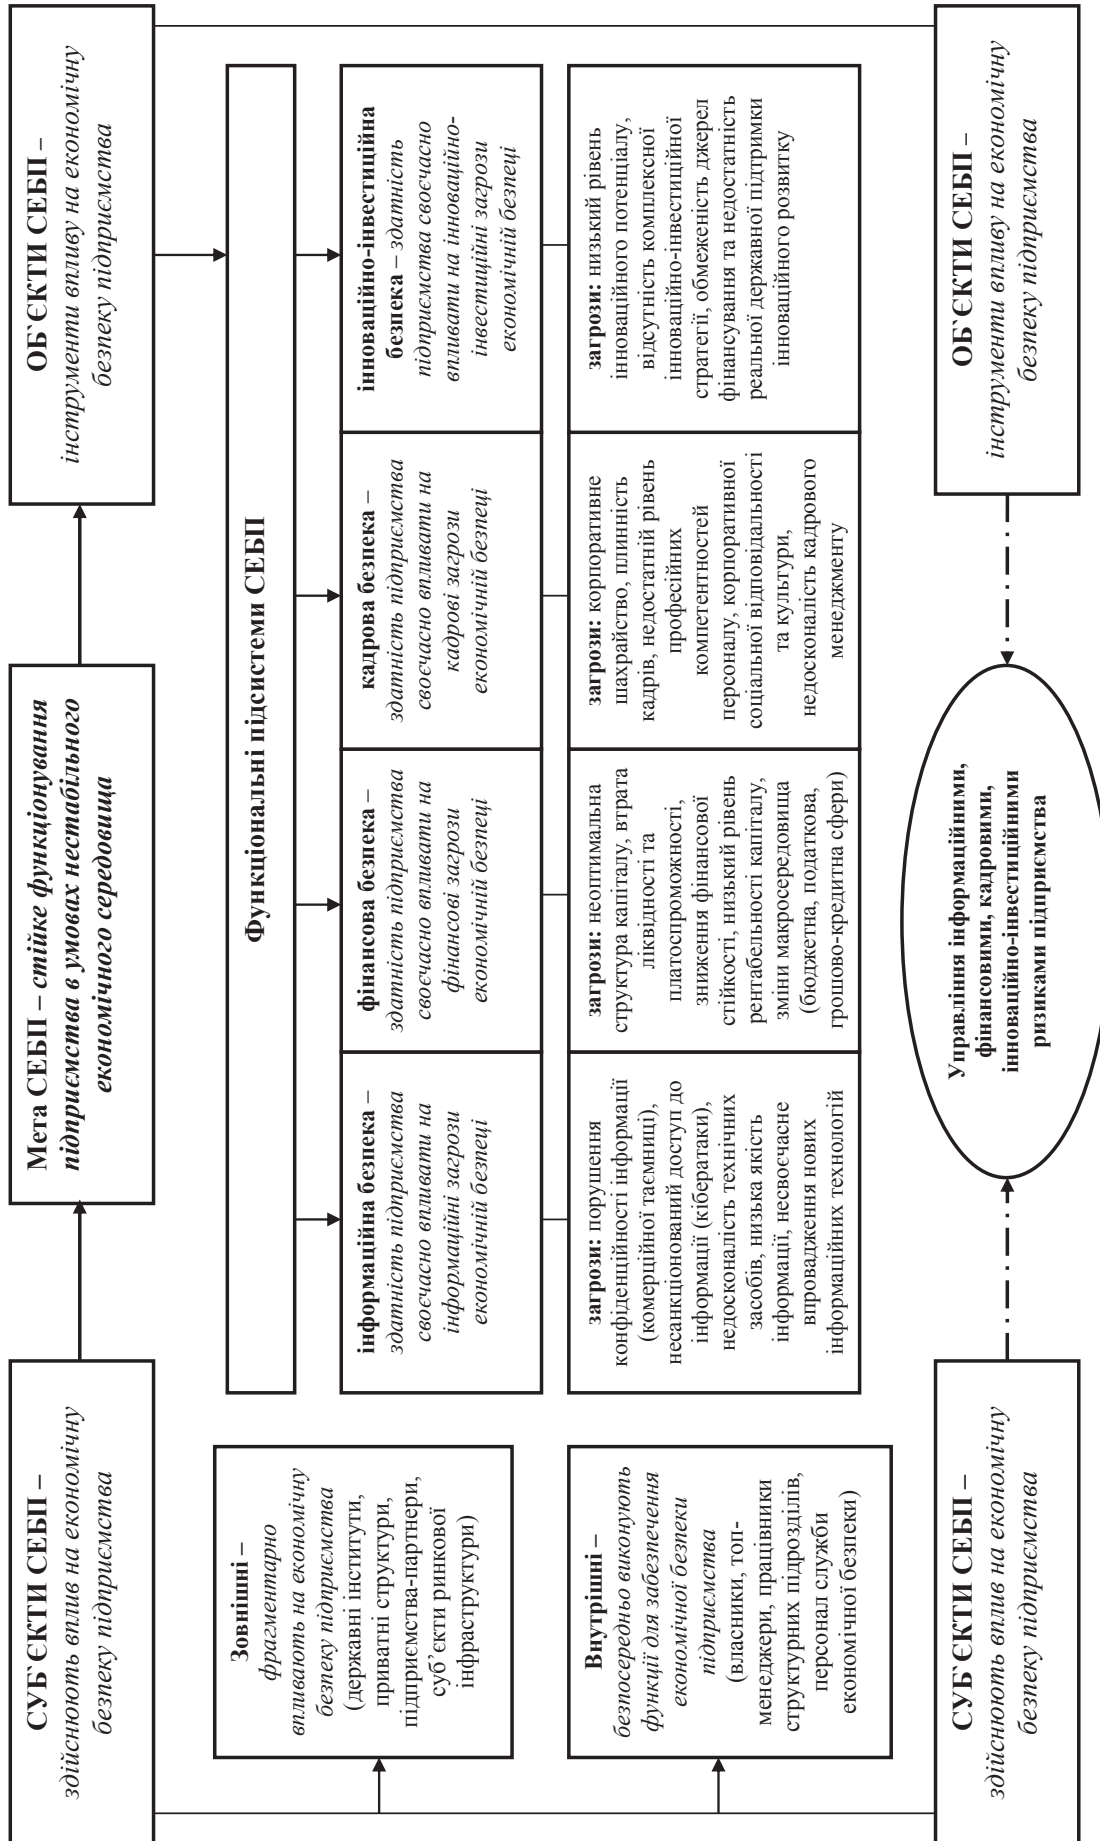 СУБ`ЄКТИ СЕБП –
здійснюють вплив на економічну
безпеку підприємства
Мета СЕБП – стійке функціонування
підприємства в умовах нестабільного
економічного середовища
ОБ`ЄКТИ СЕБП –
інструменти впливу на економічну
безпеку підприємства
Зовнішні –
фрагментарно
впливають на економічну
безпеку підприємства
(державні інститути,
приватні структури,
підприємства-партнери,
суб’єкти ринкової
інфраструктури)
Внутрішні –
безпосередньо виконують
функції для забезпечення
економічної безпеки
підприємства
(власники, топ-
менеджери, працівники
структурних підрозділів,
персонал служби
економічної безпеки)
Функціональні підсистеми СЕБП
інформаційна безпека –
здатність підприємства
своєчасно впливати на
інформаційні загрози
економічній безпеці
фінансова безпека –
здатність підприємства
своєчасно впливати на
фінансові загрози
економічній безпеці
кадрова безпека –
здатність підприємства
своєчасно впливати на
кадрові загрози
економічній безпеці
інноваційно-інвестиційна
безпека – здатність
підприємства своєчасно
впливати на інноваційно-
інвестиційні загрози
економічній безпеці
загрози: порушення
конфіденційності інформації
(комерційної таємниці),
несанкціонований доступ до
інформації (кібератаки),
недосконалість технічних
засобів, низька якість
інформації, несвоєчасне
впровадження нових
інформаційних технологій
загрози: неоптимальна
структура капіталу, втрата
ліквідності та
платоспроможності,
зниження фінансової
стійкості, низький рівень
рентабельності капіталу,
зміни макросередовища
(бюджетна, податкова,
грошово-кредитна сфери)
загрози: корпоративне
шахрайство, плинність
кадрів, недостатній рівень
професійних
компетентностей
персоналу, корпоративної
соціальної відповідальності
та культури,
недосконалість кадрового
менеджменту
загрози: низький рівень
інноваційного потенціалу,
відсутність комплексної
інноваційно-інвестиційної
стратегії, обмеженість джерел
фінансування та недостатність
реальної державної підтримки
інноваційного розвитку
СУБ`ЄКТИ СЕБП –
здійснюють вплив на економічну
безпеку підприємства
Управління інформаційними,
фінансовими, кадровими,
інноваційно-інвестиційними
ризиками підприємства
ОБ`ЄКТИ СЕБП –
інструменти впливу на економічну
безпеку підприємства